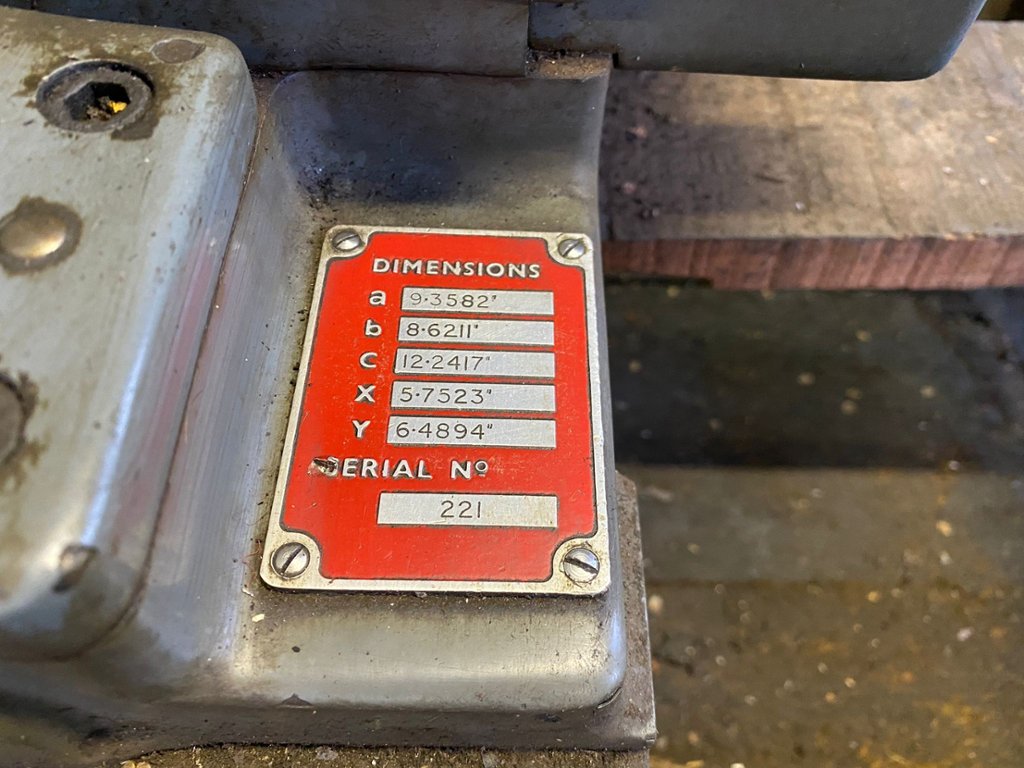 DIMENSIONS
a 9·3582"
b 8·6211"
C 12·2417"
X 5·7523"
Y 6·4894"
SERIAL Nº
221